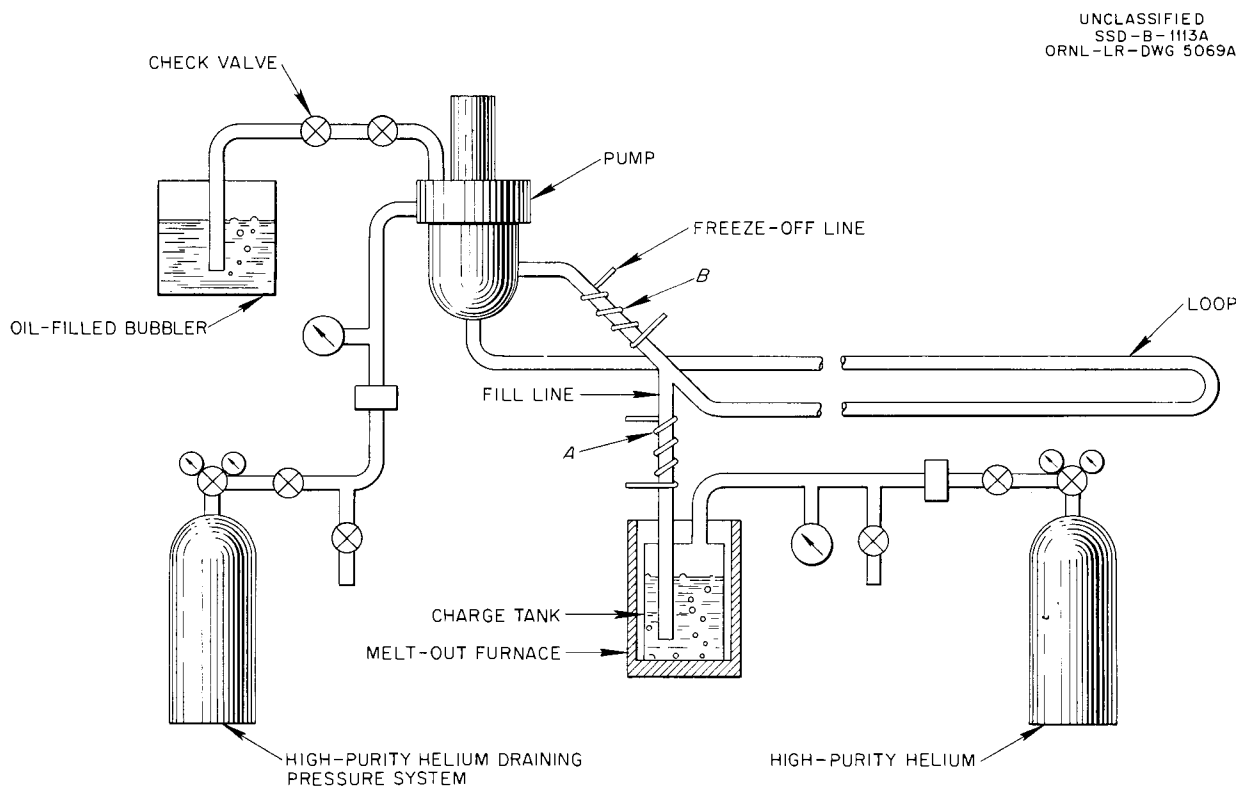 UNCLASSIFIED
SSD-B-1113A
ORNL-LR-DWG 5069A
CHECK VALVE
PUMP
FREEZE-OFF LINE
B
LOOP
OIL-FILLED BUBBLER
FILL LINE
A
CHARGE TANK
MELT-OUT FURNACE
HIGH-PURITY HELIUM DRAINING
PRESSURE SYSTEM
HIGH-PURITY HELIUM